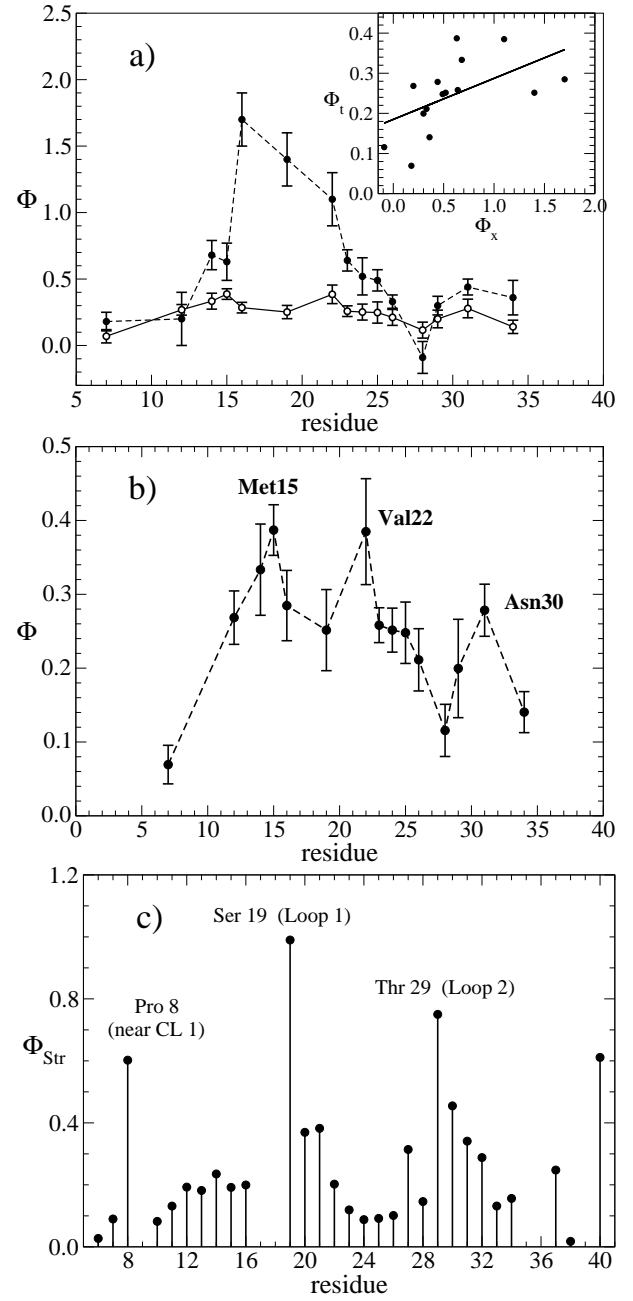 a)
2.5
2.0
1.5
1.0
0.5
0.0
Φ
5 10 15 20 25 30 35 40
residue
0.4
0.3
0.2
0.1
0.0
Φt
0.0 0.5 1.0 1.5 2.0
Φx
b)
Met15
Val22
Asn30
0.5
0.4
0.3
0.2
0.1
0.0
Φ
0 5 10 15 20 25 30 35 40
residue
c)
Ser 19 (Loop 1)
Thr 29 (Loop 2)
Pro 8
(near CL 1)
1.2
0.8
0.4
0.0
ΦStr
8 12 16 20 24 28 32 36 40
residue